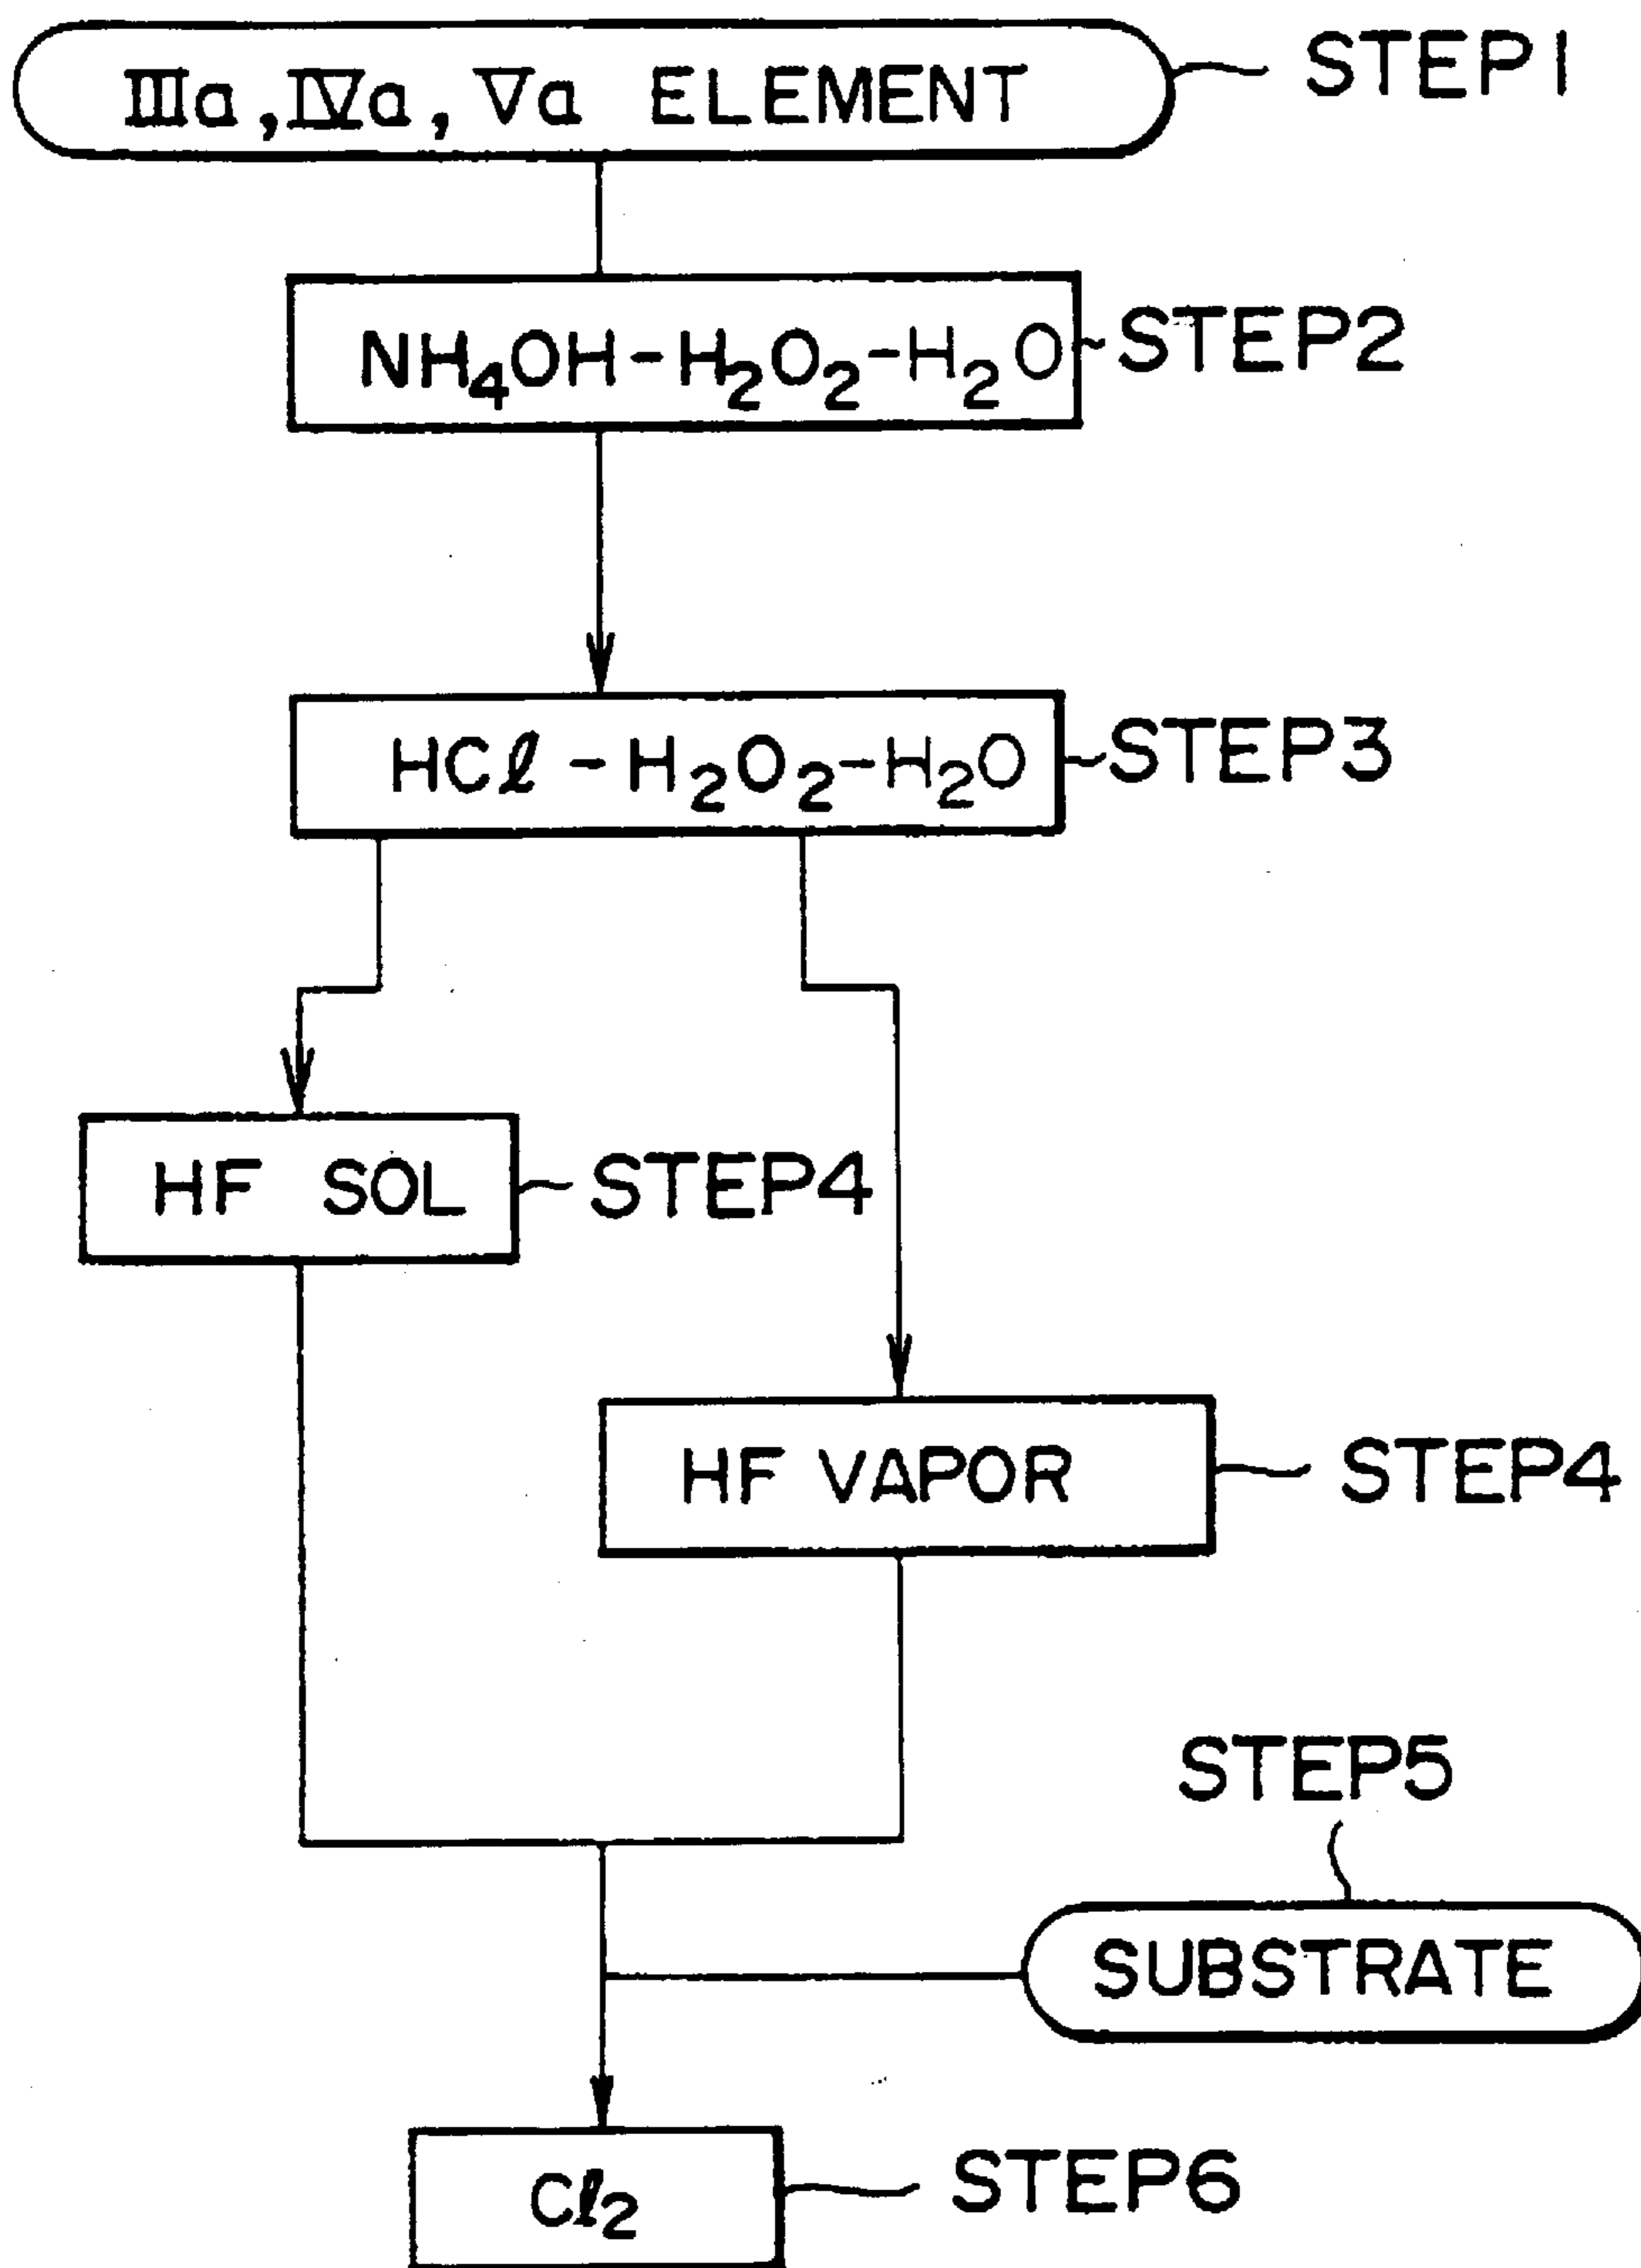 IIIa, IVa, Va ELEMENT STEP1
NH₄OH-H₂O₂-H₂O STEP2
HCℓ-H₂O₂-H₂O STEP3
HF SOL STEP4
HF VAPOR STEP4
STEP5
SUBSTRATE
Cℓ₂ STEP6